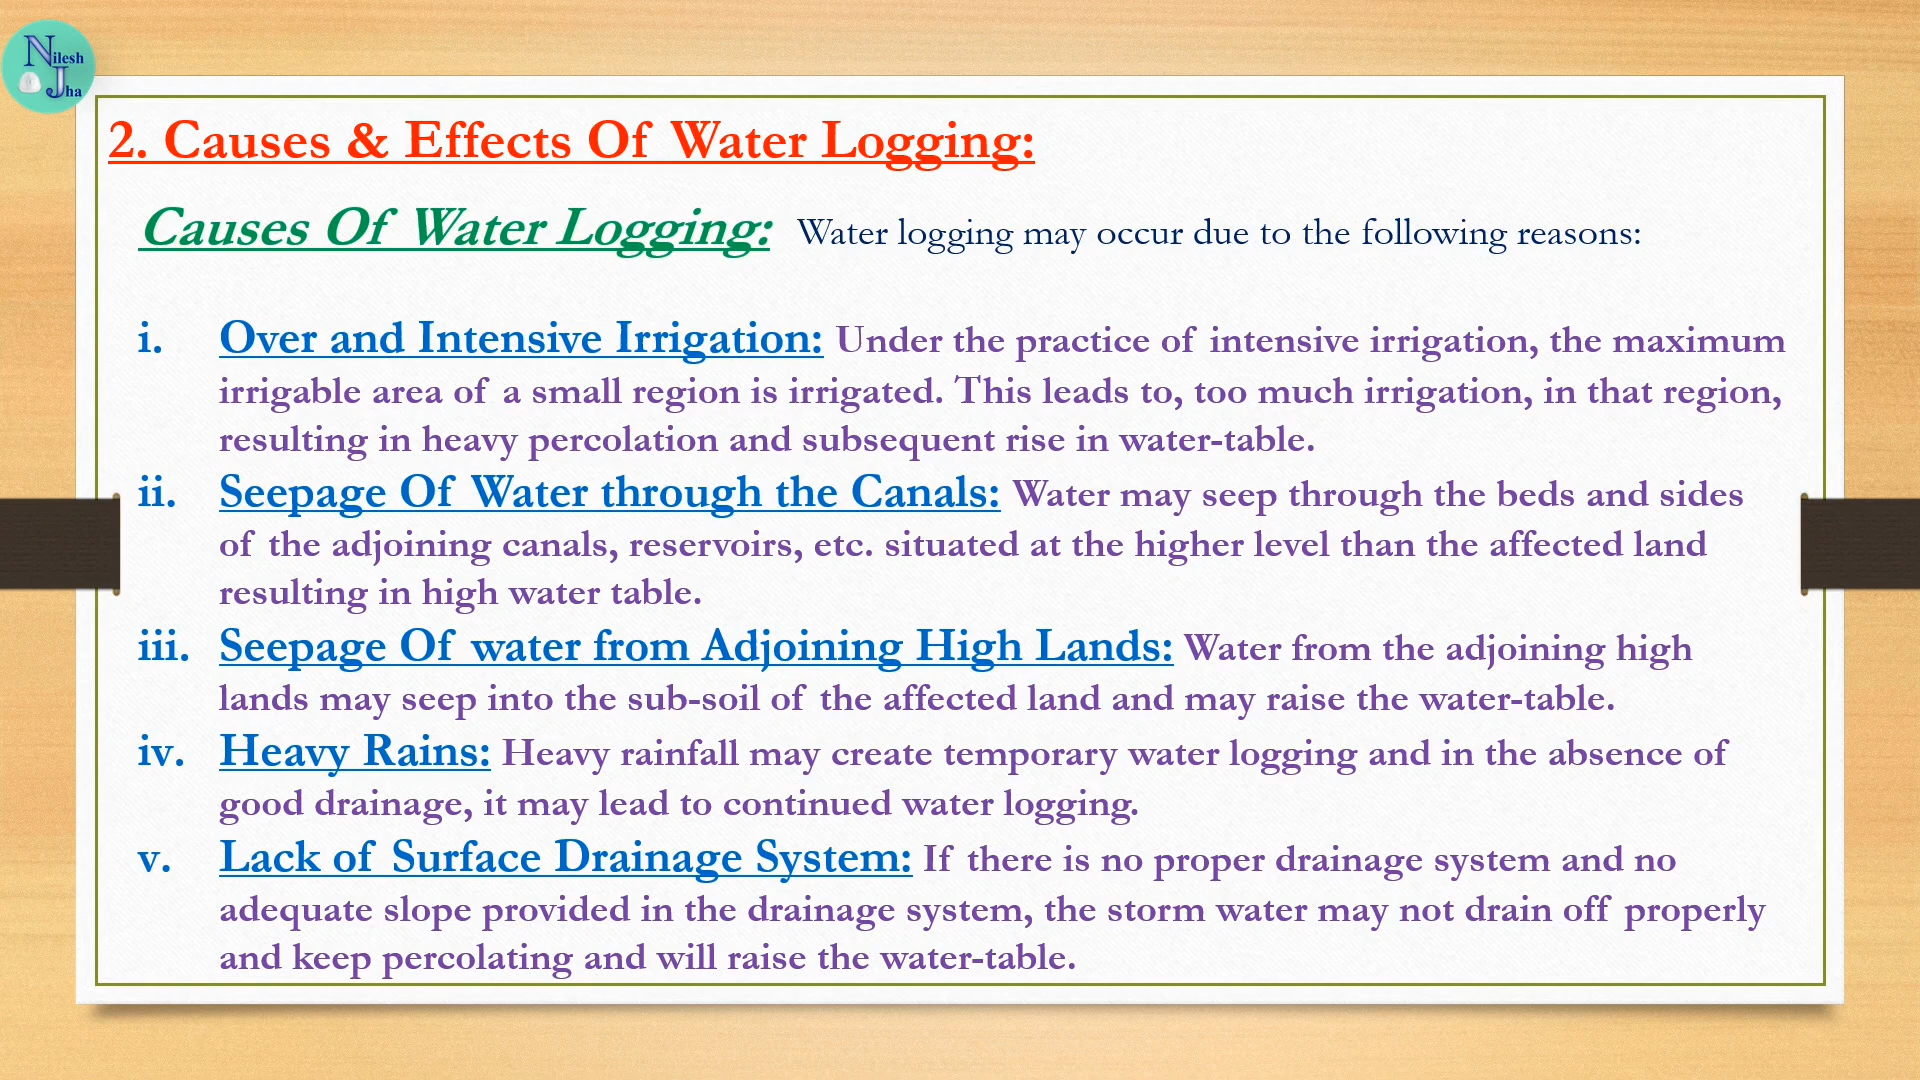 Nilesh
Jha
2. Causes & Effects Of Water Logging:
Causes Of Water Logging: Water logging may occur due to the following reasons:
i. Over and Intensive Irrigation: Under the practice of intensive irrigation, the maximum
irrigable area of a small region is irrigated. This leads to, too much irrigation, in that region,
resulting in heavy percolation and subsequent rise in water-table.
ii. Seepage Of Water through the Canals: Water may seep through the beds and sides
of the adjoining canals, reservoirs, etc. situated at the higher level than the affected land
resulting in high water table.
iii. Seepage Of water from Adjoining High Lands: Water from the adjoining high
lands may seep into the sub-soil of the affected land and may raise the water-table.
iv. Heavy Rains: Heavy rainfall may create temporary water logging and in the absence of
good drainage, it may lead to continued water logging.
v. Lack of Surface Drainage System: If there is no proper drainage system and no
adequate slope provided in the drainage system, the storm water may not drain off properly
and keep percolating and will raise the water-table.